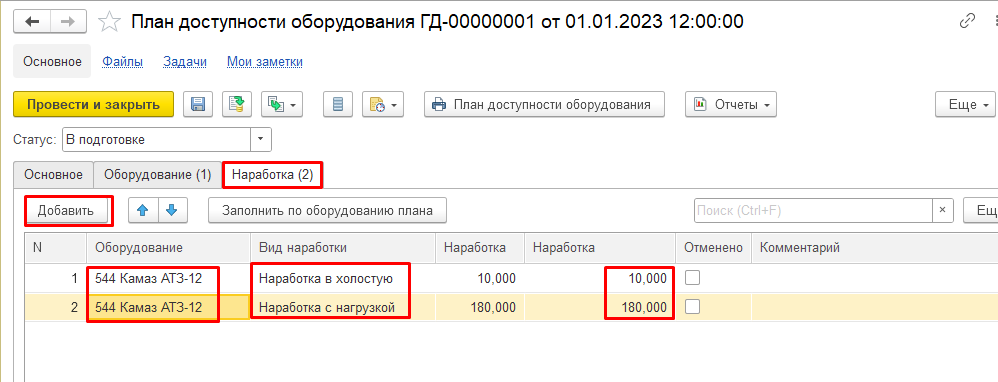 План доступности оборудования ГД-00000001 от 01.01.2023 12:00:00
Основное Файлы Задачи Мои заметки
Провести и закрыть План доступности оборудования Отчеты Еще
Статус: В подготовке
Основное Оборудование (1) Наработка (2)
Добавить Заполнить по оборудованию плана Поиск (Ctrl+F) × Ещ
N Оборудование Вид наработки Наработка Наработка Отменено Комментарий
1 544 Камаз АТЗ-12 Наработка в холостую 10,000 10,000
2 544 Камаз АТЗ-12 Наработка с нагрузкой 180,000 180,000